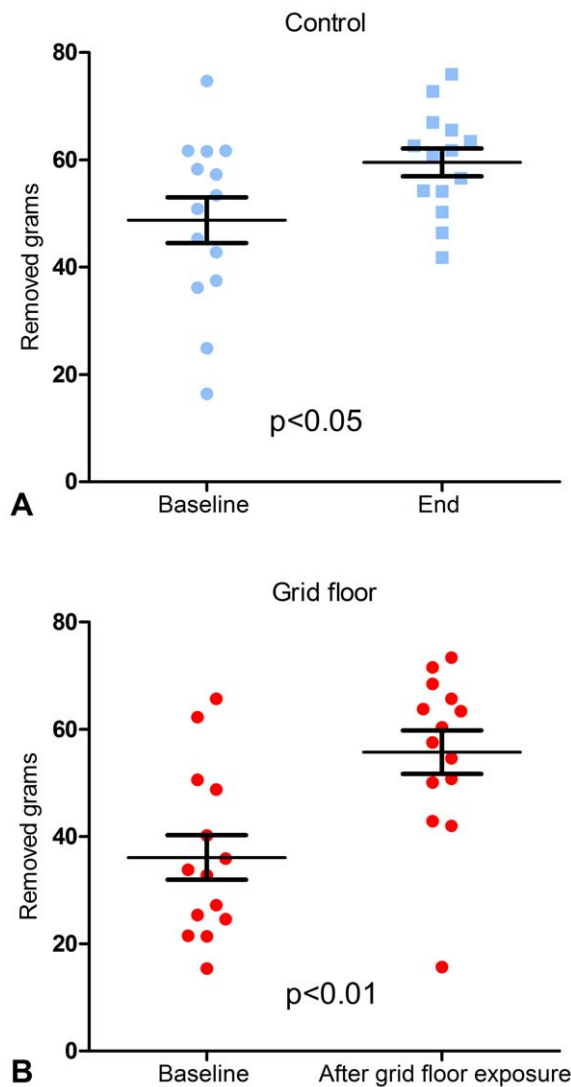 Control
80
60
40
20
0
Removed grams
p<0.05
Baseline End
A
Grid floor
80
60
40
20
0
Removed grams
p<0.01
Baseline After grid floor exposure
B